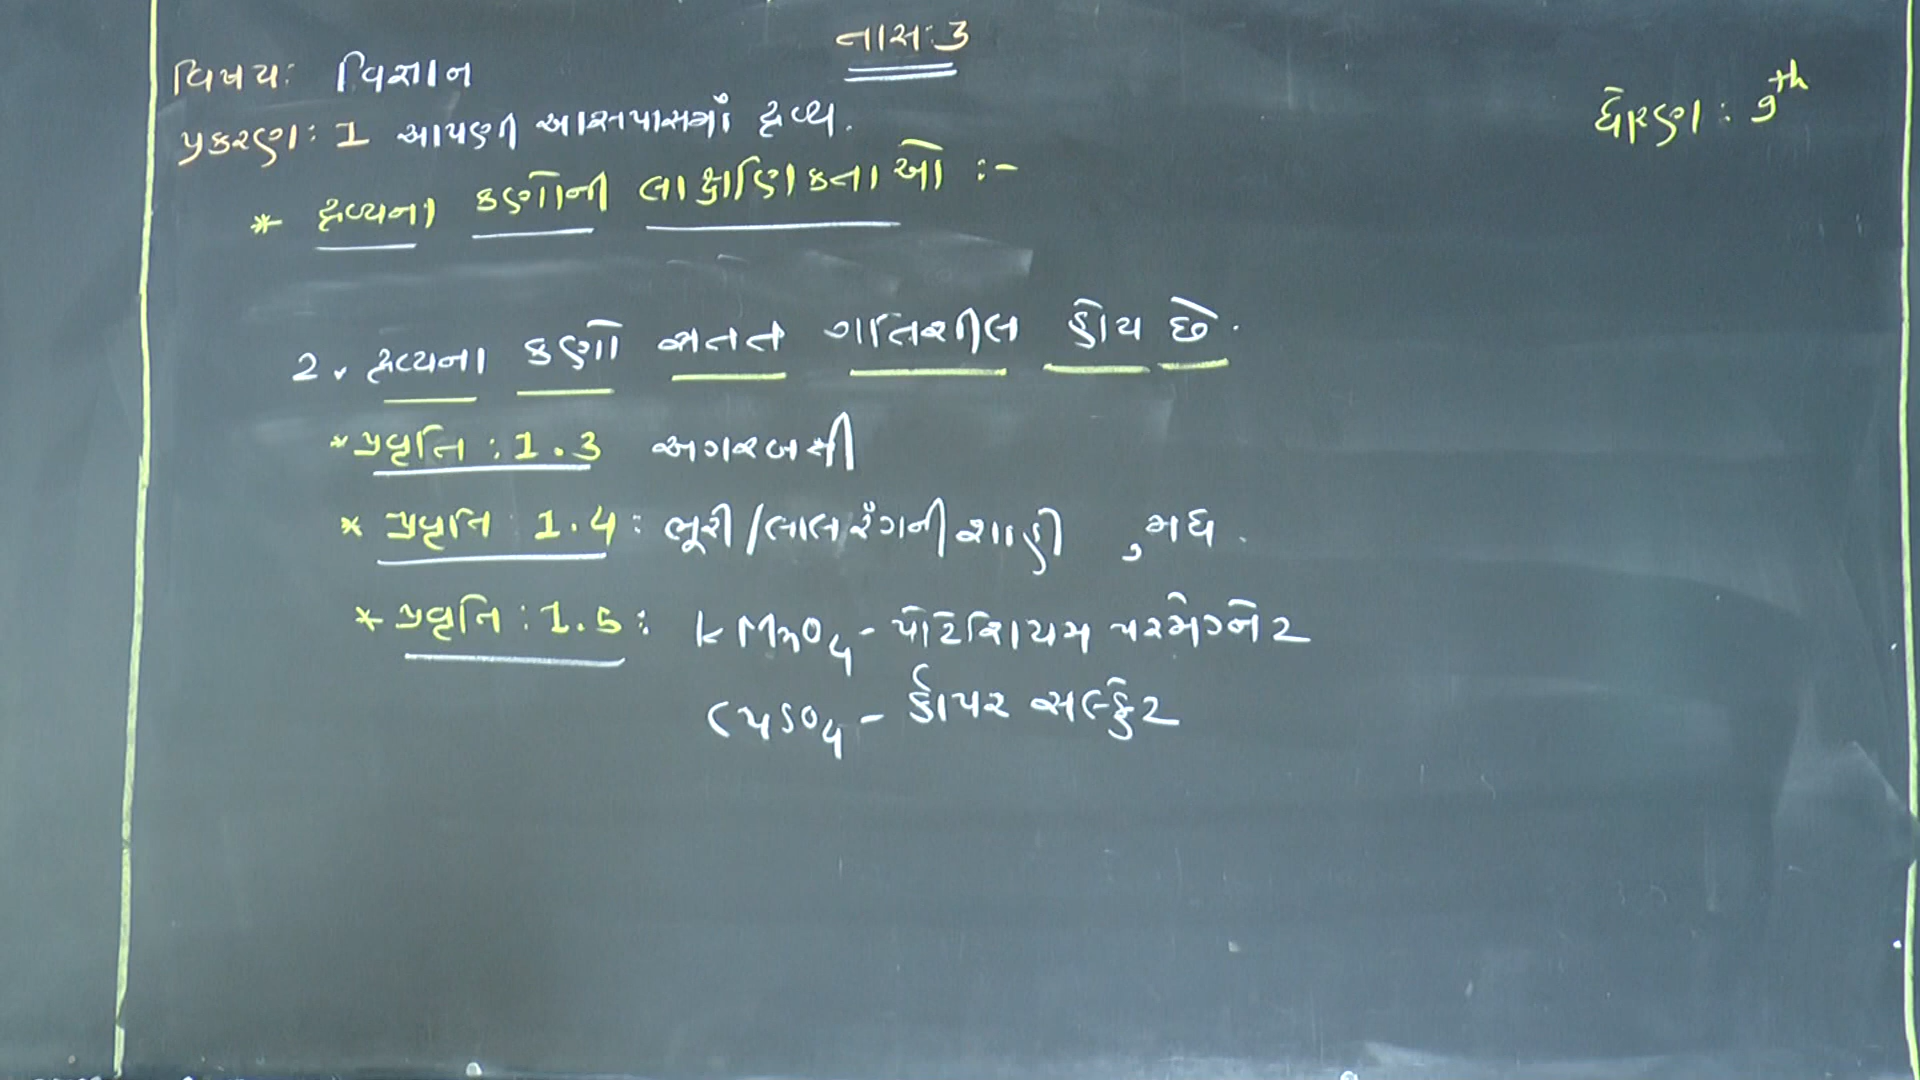 તાસ: 3
વિષય: વિજ્ઞાન
ધોરણ: 9th
પ્રકરણ: 1 આપણી આસપાસમાં દ્રવ્ય.
* દ્રવ્યના કણોની લાક્ષણિકતાઓ :-
2. દ્રવ્યના કણો સતત ગતિશીલ હોય છે.
* પ્રવૃતિ: 1.3 અગરબત્તી
* પ્રવૃતિ 1.4: ભૂરી/લાલ રંગની શાહી , મધ.
* પ્રવૃતિ: 1.5: KMnO4 - પોટેશિયમ પરમેગ્નેટ
CuSO4 - કોપર સલ્ફેટ